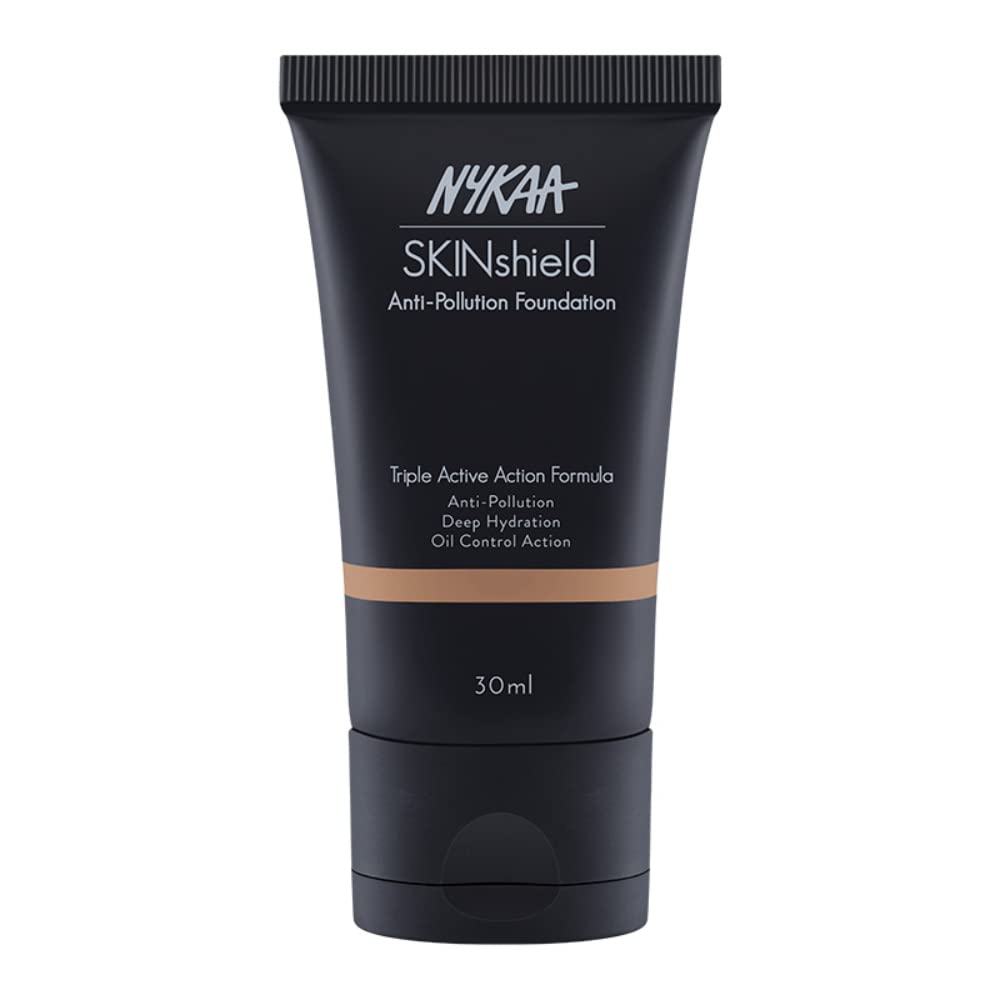 NYKAA
SKINshield
Anti-Pollution Foundation
Triple Active Action Formula
Anti-Pollution
Deep Hydration
Oil Control Action
30ml